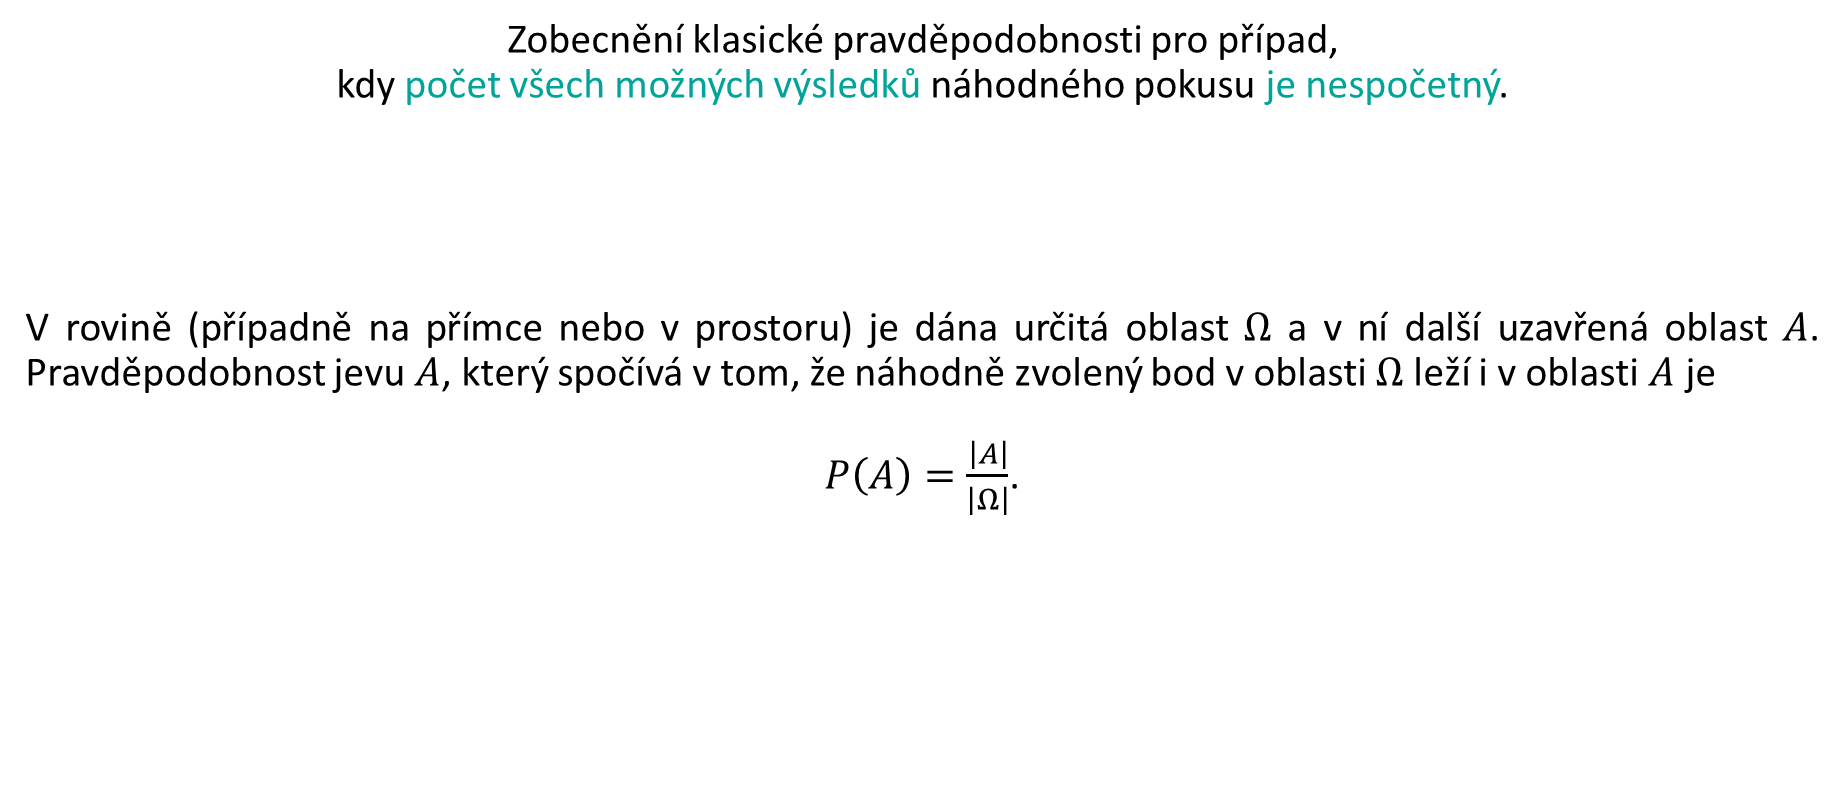 Zobecnění klasické pravděpodobnosti pro případ,
kdy počet všech možných výsledků náhodného pokusu je nespočetný.
V rovině (případně na přímce nebo v prostoru) je dána určitá oblast Ω a v ní další uzavřená oblast A.
Pravděpodobnost jevu A, který spočívá v tom, že náhodně zvolený bod v oblasti Ω leží i v oblasti A je
P(A) = |A|/|Ω|.